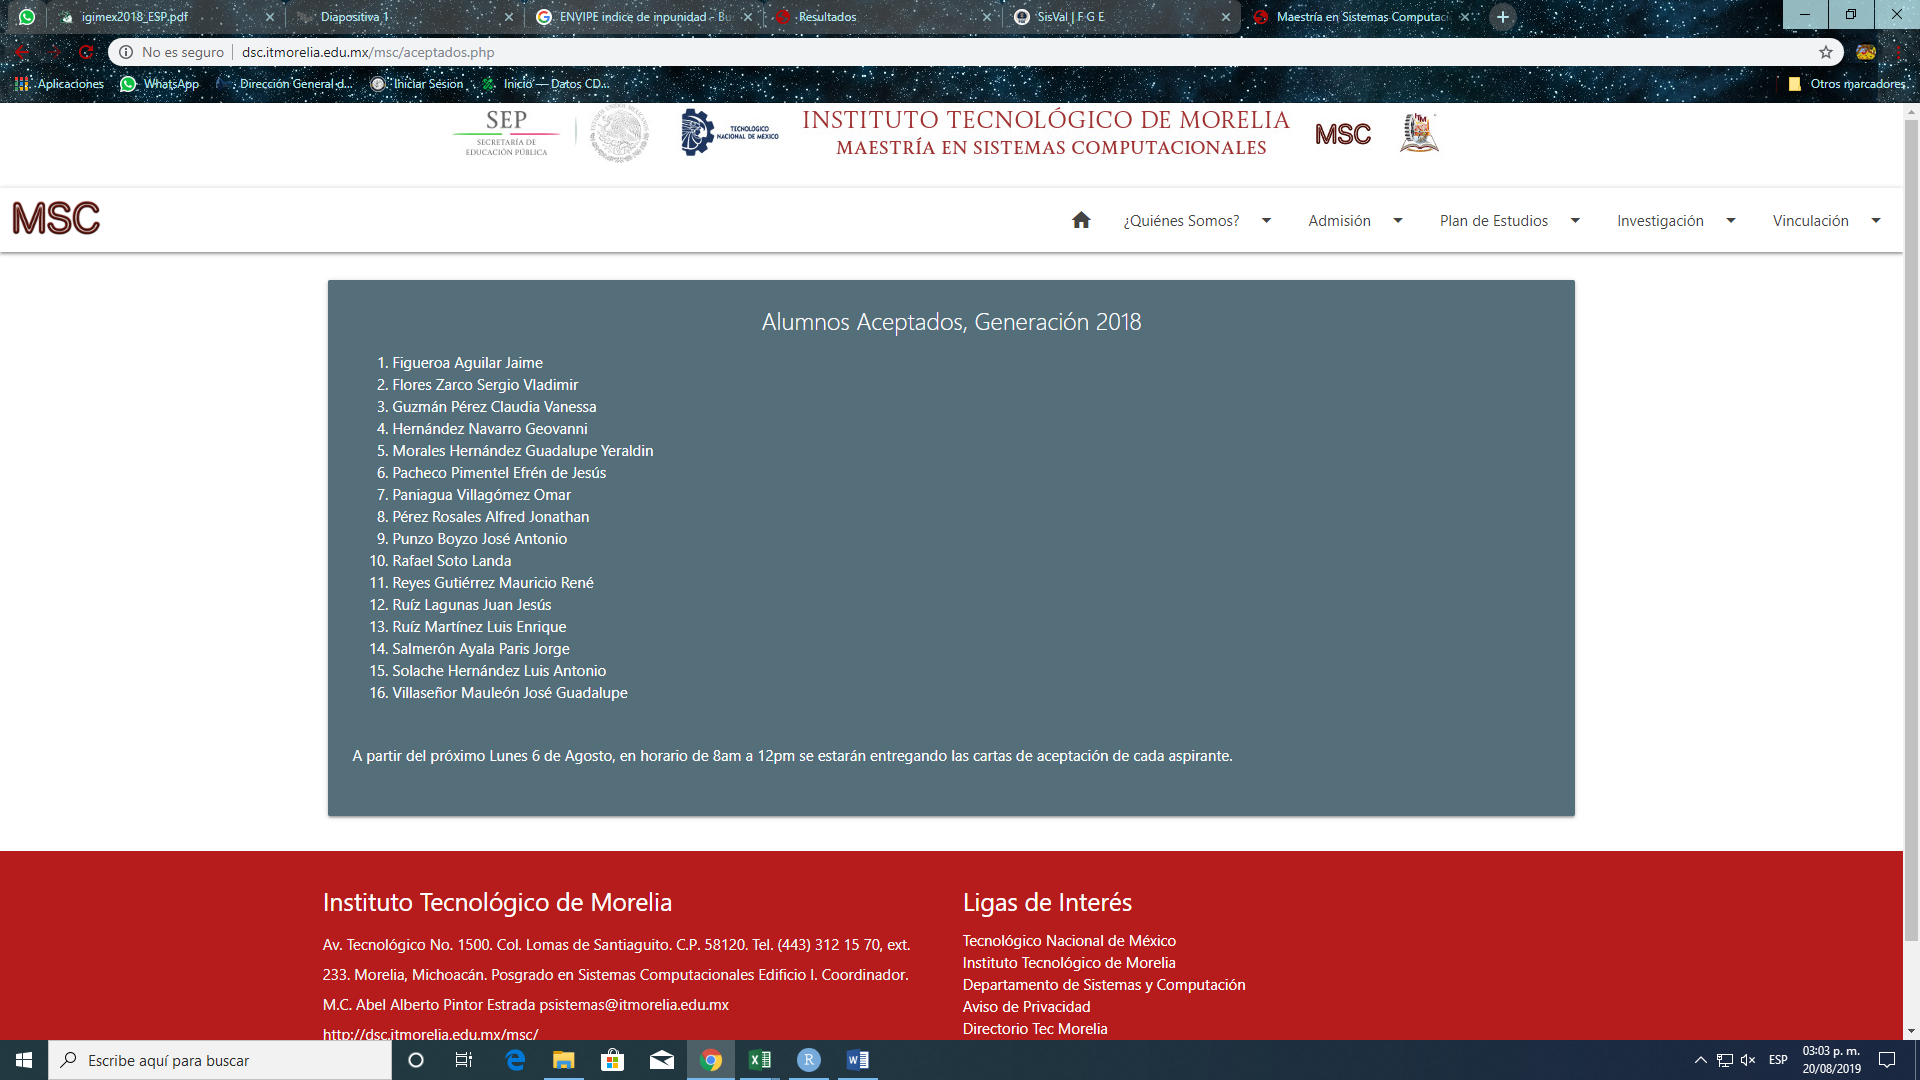 igimex2018_ESP.pdf
Diapositiva 1
ENVIPE indice de inpunidad - Bu
Resultados
SisVal | F G E
Maestría en Sistemas Computac
No es seguro
dsc.itmorelia.edu.mx/msc/aceptados.php
Aplicaciones
WhatsApp
Dirección General d...
Iniciar Sesion
Inicio — Datos CD...
Otros marcadores
SEP
SECRETARÍA DE
EDUCACIÓN PÚBLICA
TECNOLÓGICO
NACIONAL DE MÉXICO
INSTITUTO TECNOLÓGICO DE MORELIA
MAESTRÍA EN SISTEMAS COMPUTACIONALES
MSC
MSC
¿Quiénes Somos?
Admisión
Plan de Estudios
Investigación
Vinculación
Alumnos Aceptados, Generación 2018
1. Figueroa Aguilar Jaime
2. Flores Zarco Sergio Vladimir
3. Guzmán Pérez Claudia Vanessa
4. Hernández Navarro Geovanni
5. Morales Hernández Guadalupe Yeraldin
6. Pacheco Pimentel Efrén de Jesús
7. Paniagua Villagómez Omar
8. Pérez Rosales Alfred Jonathan
9. Punzo Boyzo José Antonio
10. Rafael Soto Landa
11. Reyes Gutiérrez Mauricio René
12. Ruíz Lagunas Juan Jesús
13. Ruíz Martínez Luis Enrique
14. Salmerón Ayala Paris Jorge
15. Solache Hernández Luis Antonio
16. Villaseñor Mauleón José Guadalupe
A partir del próximo Lunes 6 de Agosto, en horario de 8am a 12pm se estarán entregando las cartas de aceptación de cada aspirante.
Instituto Tecnológico de Morelia
Av. Tecnológico No. 1500. Col. Lomas de Santiaguito. C.P. 58120. Tel. (443) 312 15 70, ext.
233. Morelia, Michoacán. Posgrado en Sistemas Computacionales Edificio I. Coordinador.
M.C. Abel Alberto Pintor Estrada psistemas@itmorelia.edu.mx
http://dsc.itmorelia.edu.mx/msc/
Ligas de Interés
Tecnológico Nacional de México
Instituto Tecnológico de Morelia
Departamento de Sistemas y Computación
Aviso de Privacidad
Directorio Tec Morelia
Escribe aquí para buscar
ESP
03:03 p. m.
20/08/2019